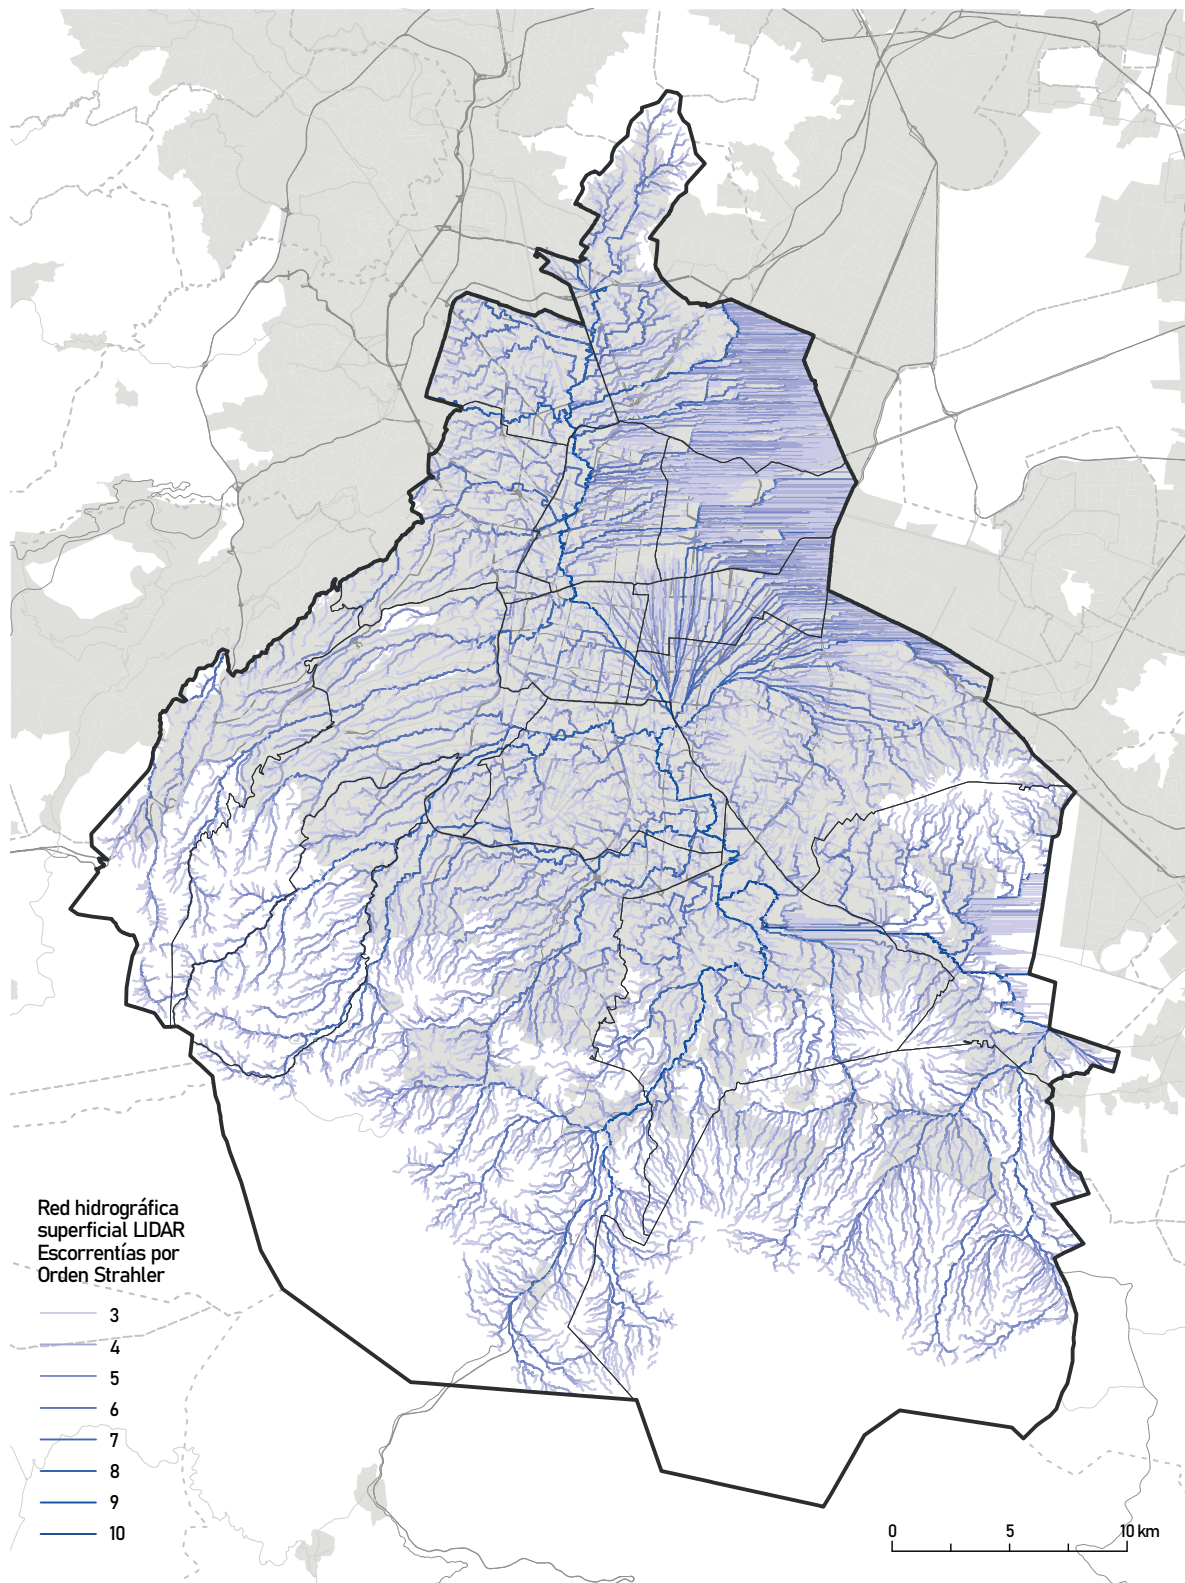 Red hidrográfica
superficial LIDAR
Escorrentías por
Orden Strahler
3
4
5
6
7
8
9
10
0 5 10 km